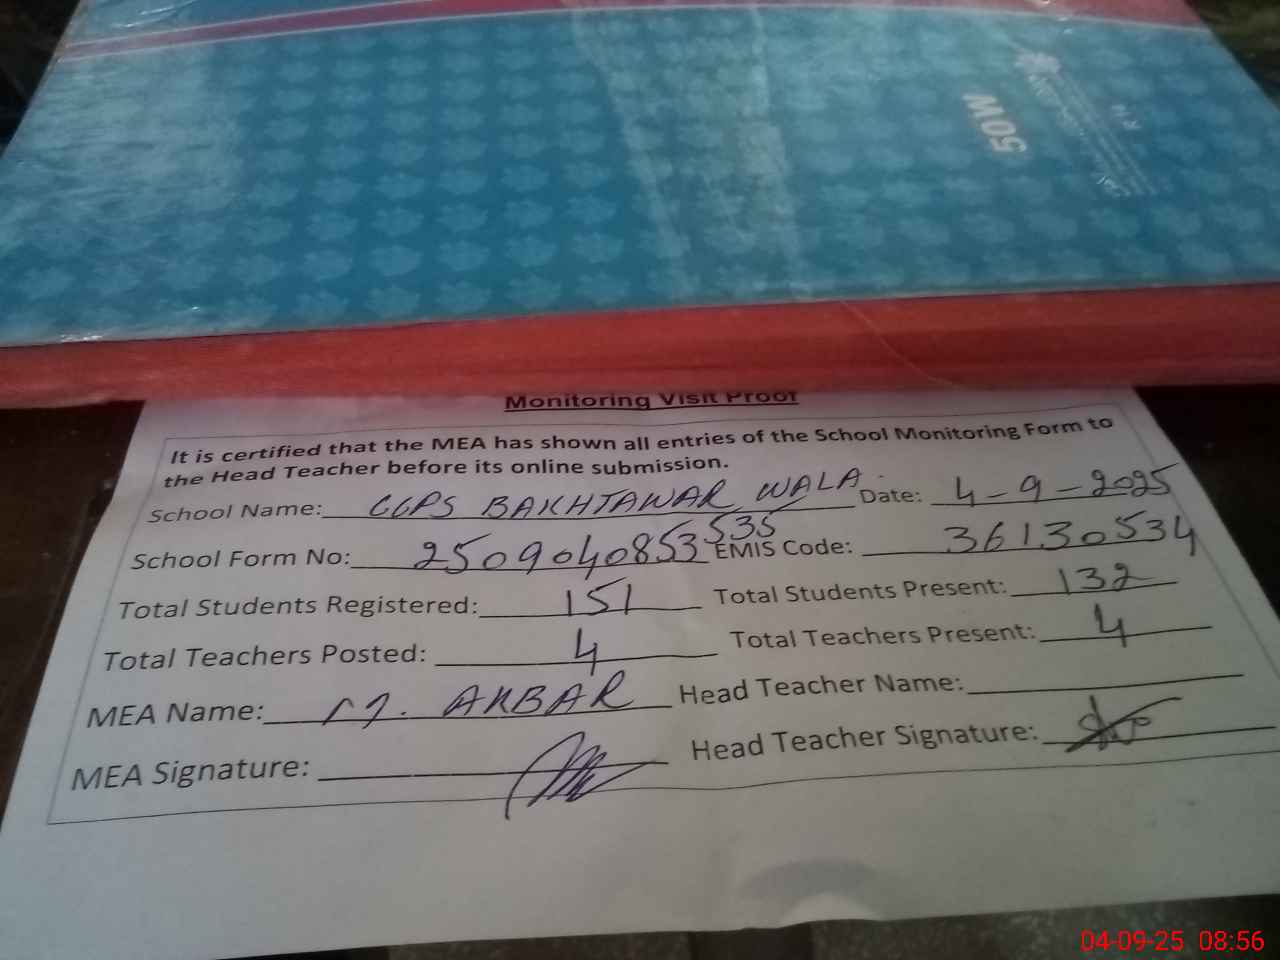 50W
Monitoring Visit Proof
It is certified that the MEA has shown all entries of the School Monitoring Form to
the Head Teacher before its online submission.
School Name: GGPS BAKHTAWAR WALA Date: 4-9-2025
School Form No: 2509040853535 EMIS Code: 36130534
Total Students Registered: 151 Total Students Present: 132
Total Teachers Posted: 4 Total Teachers Present: 4
MEA Name: M. AKBAR Head Teacher Name:
MEA Signature: Head Teacher Signature:
04-09-25 08:56